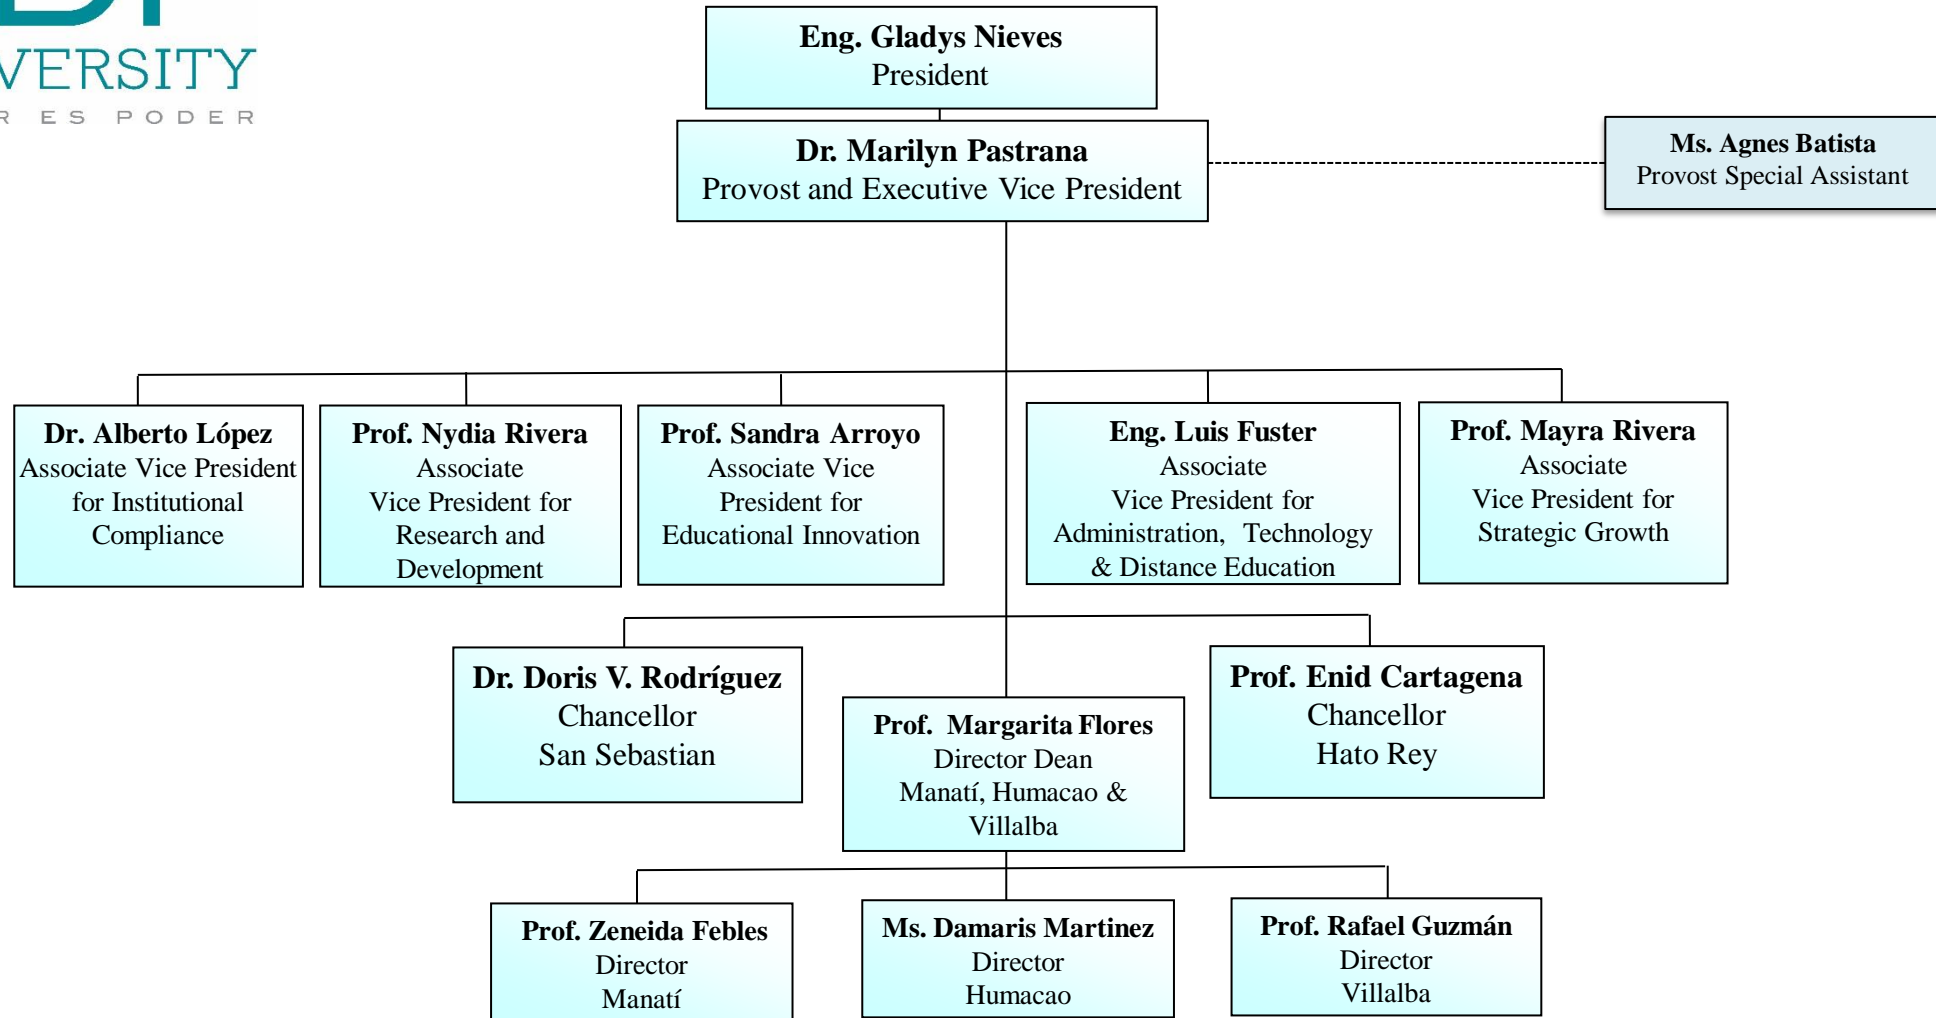 VERSITY
R ES PODER
Eng. Gladys Nieves
President
Dr. Marilyn Pastrana
Provost and Executive Vice President
Ms. Agnes Batista
Provost Special Assistant
Dr. Alberto López
Associate Vice President
for Institutional
Compliance
Prof. Nydia Rivera
Associate
Vice President for
Research and
Development
Prof. Sandra Arroyo
Associate Vice
President for
Educational Innovation
Eng. Luis Fuster
Associate
Vice President for
Administration, Technology
& Distance Education
Prof. Mayra Rivera
Associate
Vice President for
Strategic Growth
Dr. Doris V. Rodríguez
Chancellor
San Sebastian
Prof. Margarita Flores
Director Dean
Manatí, Humacao &
Villalba
Prof. Enid Cartagena
Chancellor
Hato Rey
Prof. Zeneida Febles
Director
Manatí
Ms. Damaris Martinez
Director
Humacao
Prof. Rafael Guzmán
Director
Villalba